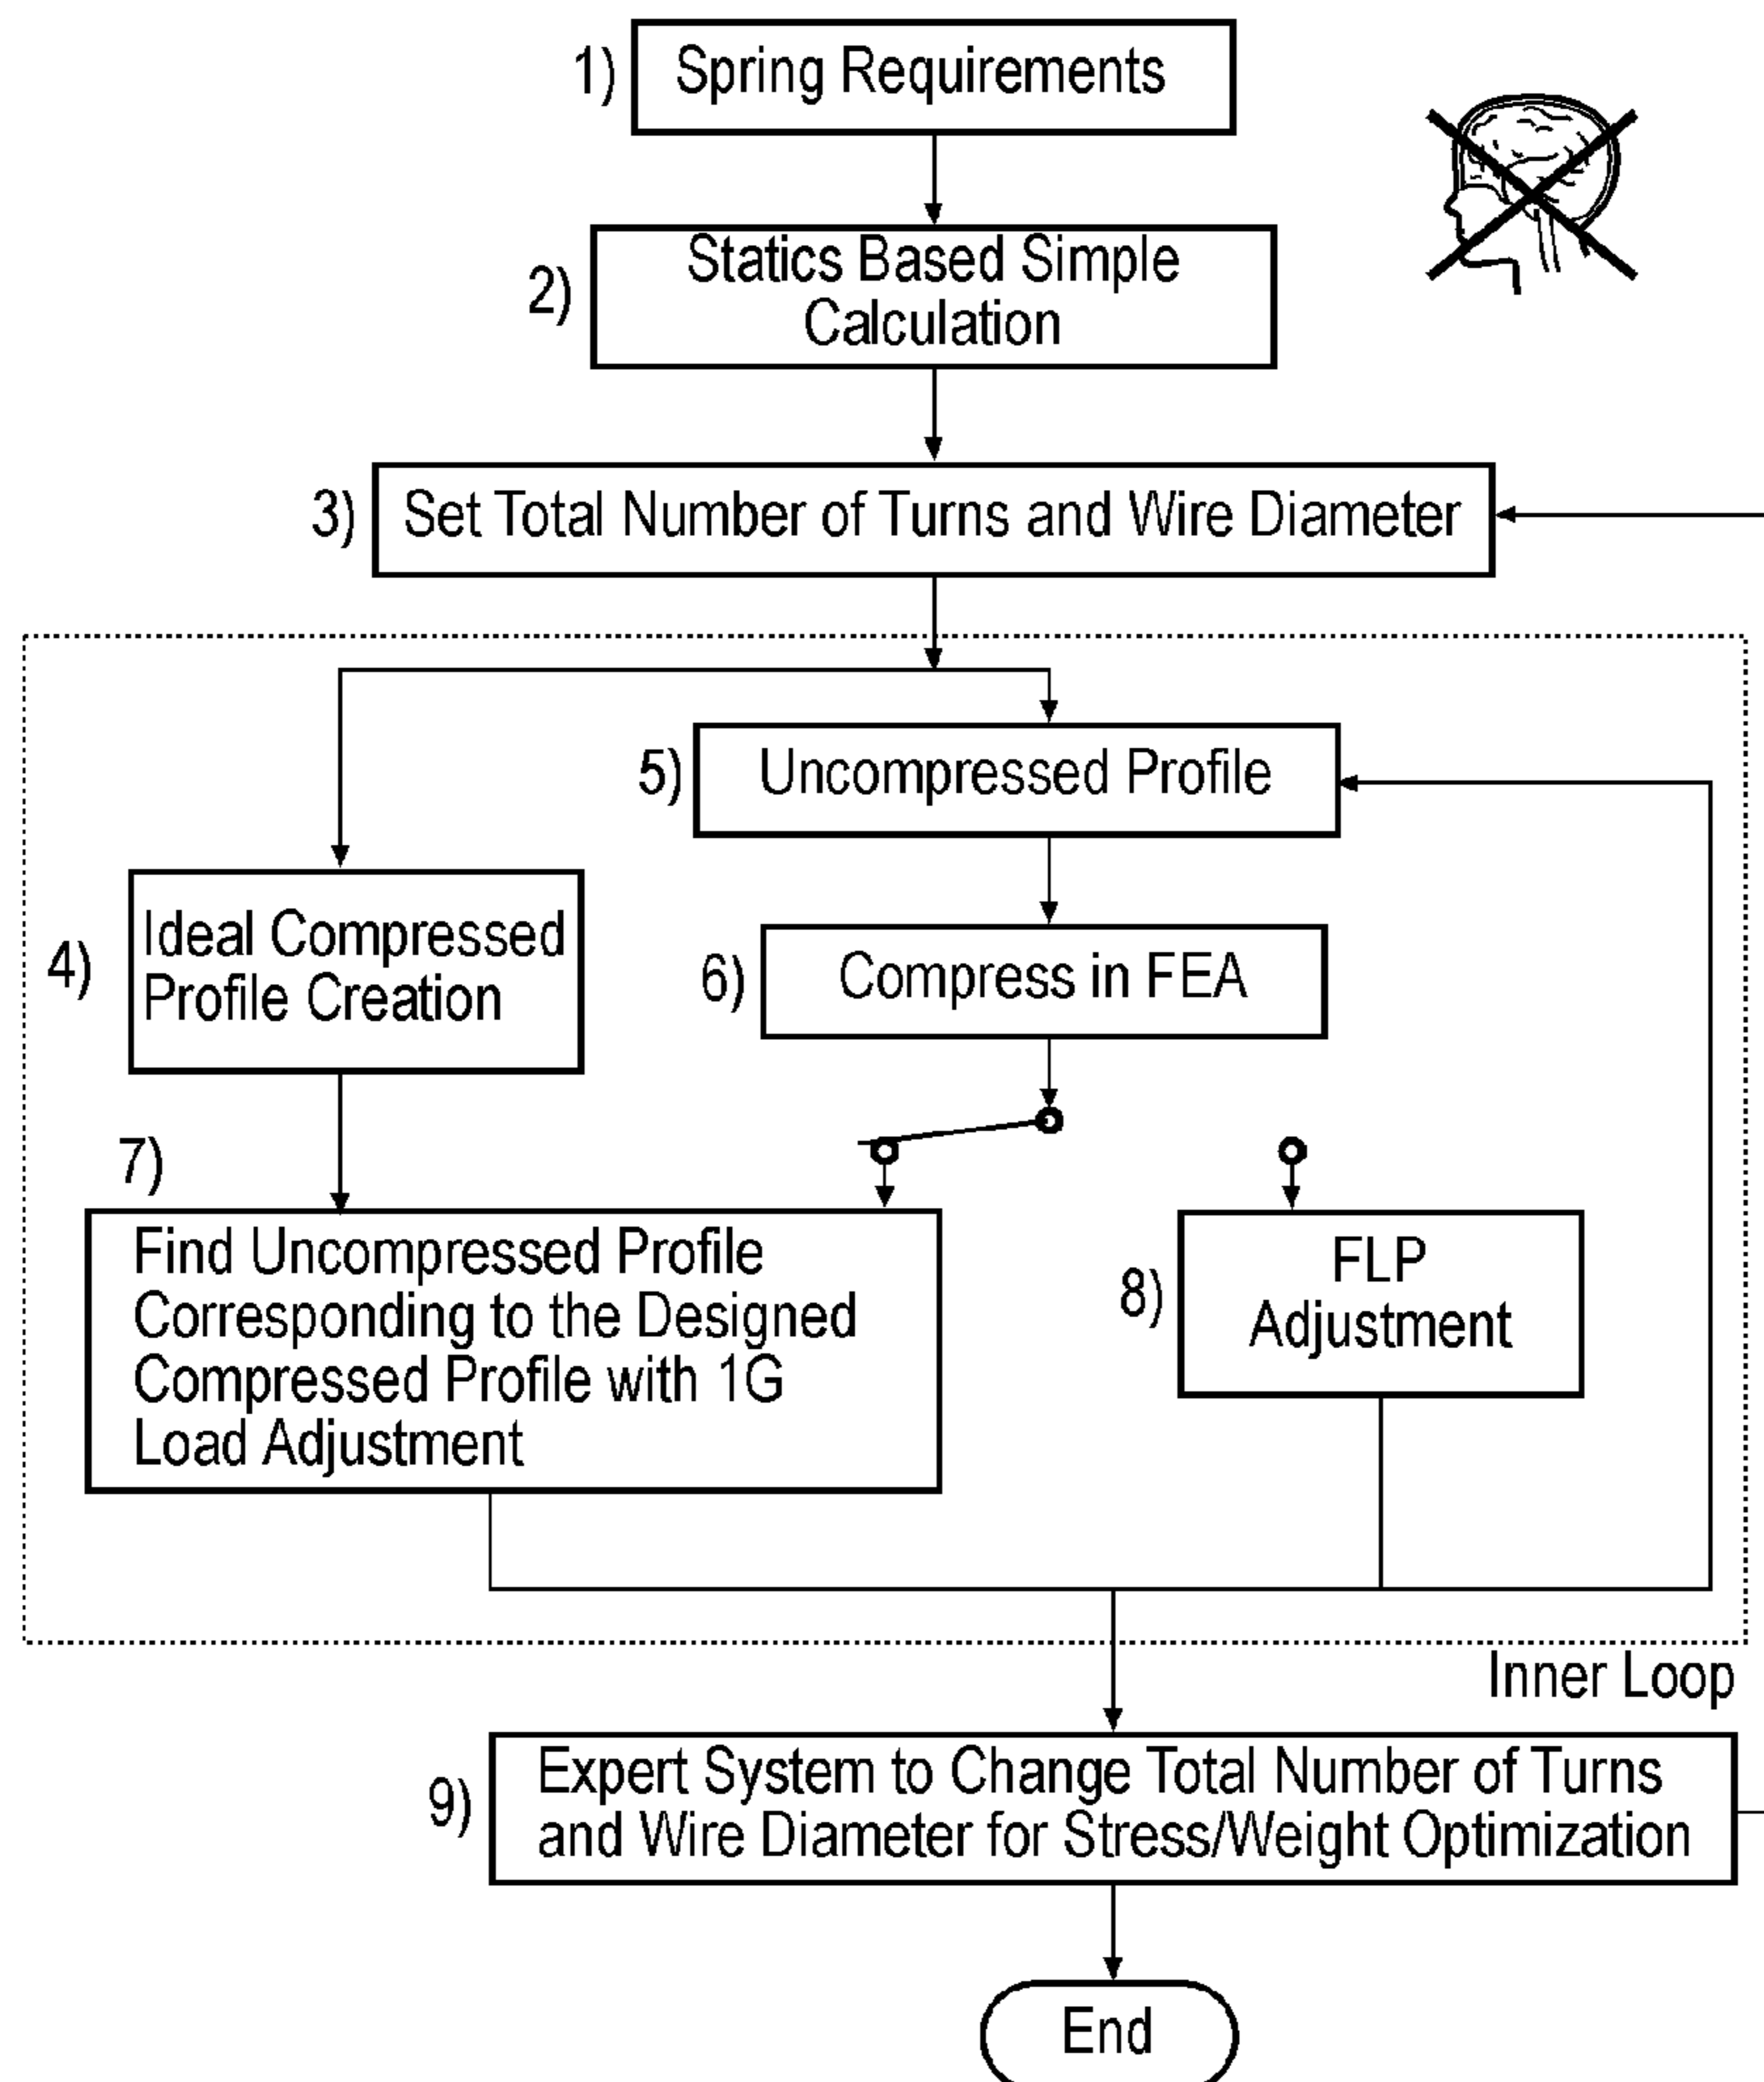 1) Spring Requirements
2) Statics Based Simple
Calculation
3) Set Total Number of Turns and Wire Diameter
5) Uncompressed Profile
4) Ideal Compressed
Profile Creation
6) Compress in FEA
7)
Find Uncompressed Profile
Corresponding to the Designed
Compressed Profile with 1G
Load Adjustment
8) FLP
Adjustment
Inner Loop
9) Expert System to Change Total Number of Turns
and Wire Diameter for Stress/Weight Optimization
End